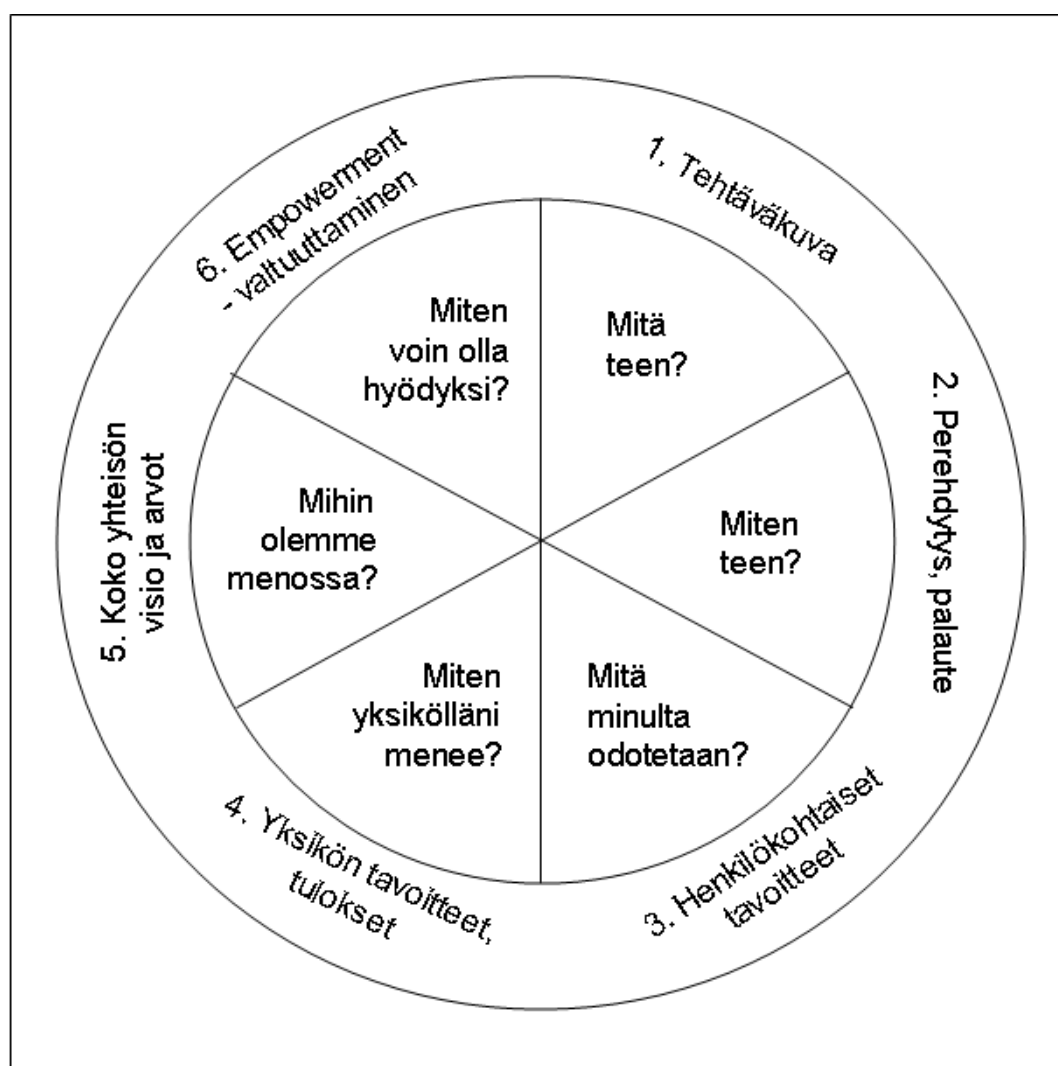 1. Tehtäväkuva
Mitä
teen?
2. Perehdytys, palaute
Miten
teen?
3. Henkilökohtaiset
tavoitteet
Mitä
minulta
odotetaan?
4. Yksikön tavoitteet,
tulokset
Miten
yksikölläni
menee?
5. Koko yhteisön
visio ja arvot
Mihin
olemme
menossa?
6. Empowerment
- valtuuttaminen
Miten
voin olla
hyödyksi?